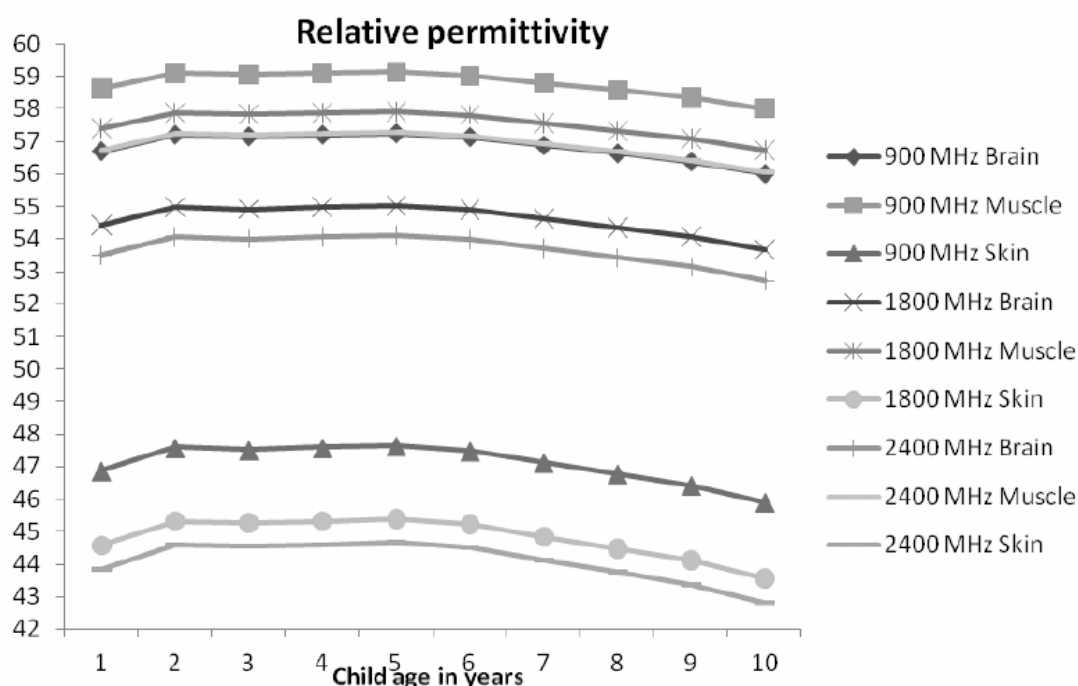 Relative permittivity
60
59
58
57
56
55
54
53
52
51
50
49
48
47
46
45
44
43
42
1 2 3 4 5 6 7 8 9 10
Child age in years
900 MHz Brain
900 MHz Muscle
900 MHz Skin
1800 MHz Brain
1800 MHz Muscle
1800 MHz Skin
2400 MHz Brain
2400 MHz Muscle
2400 MHz Skin